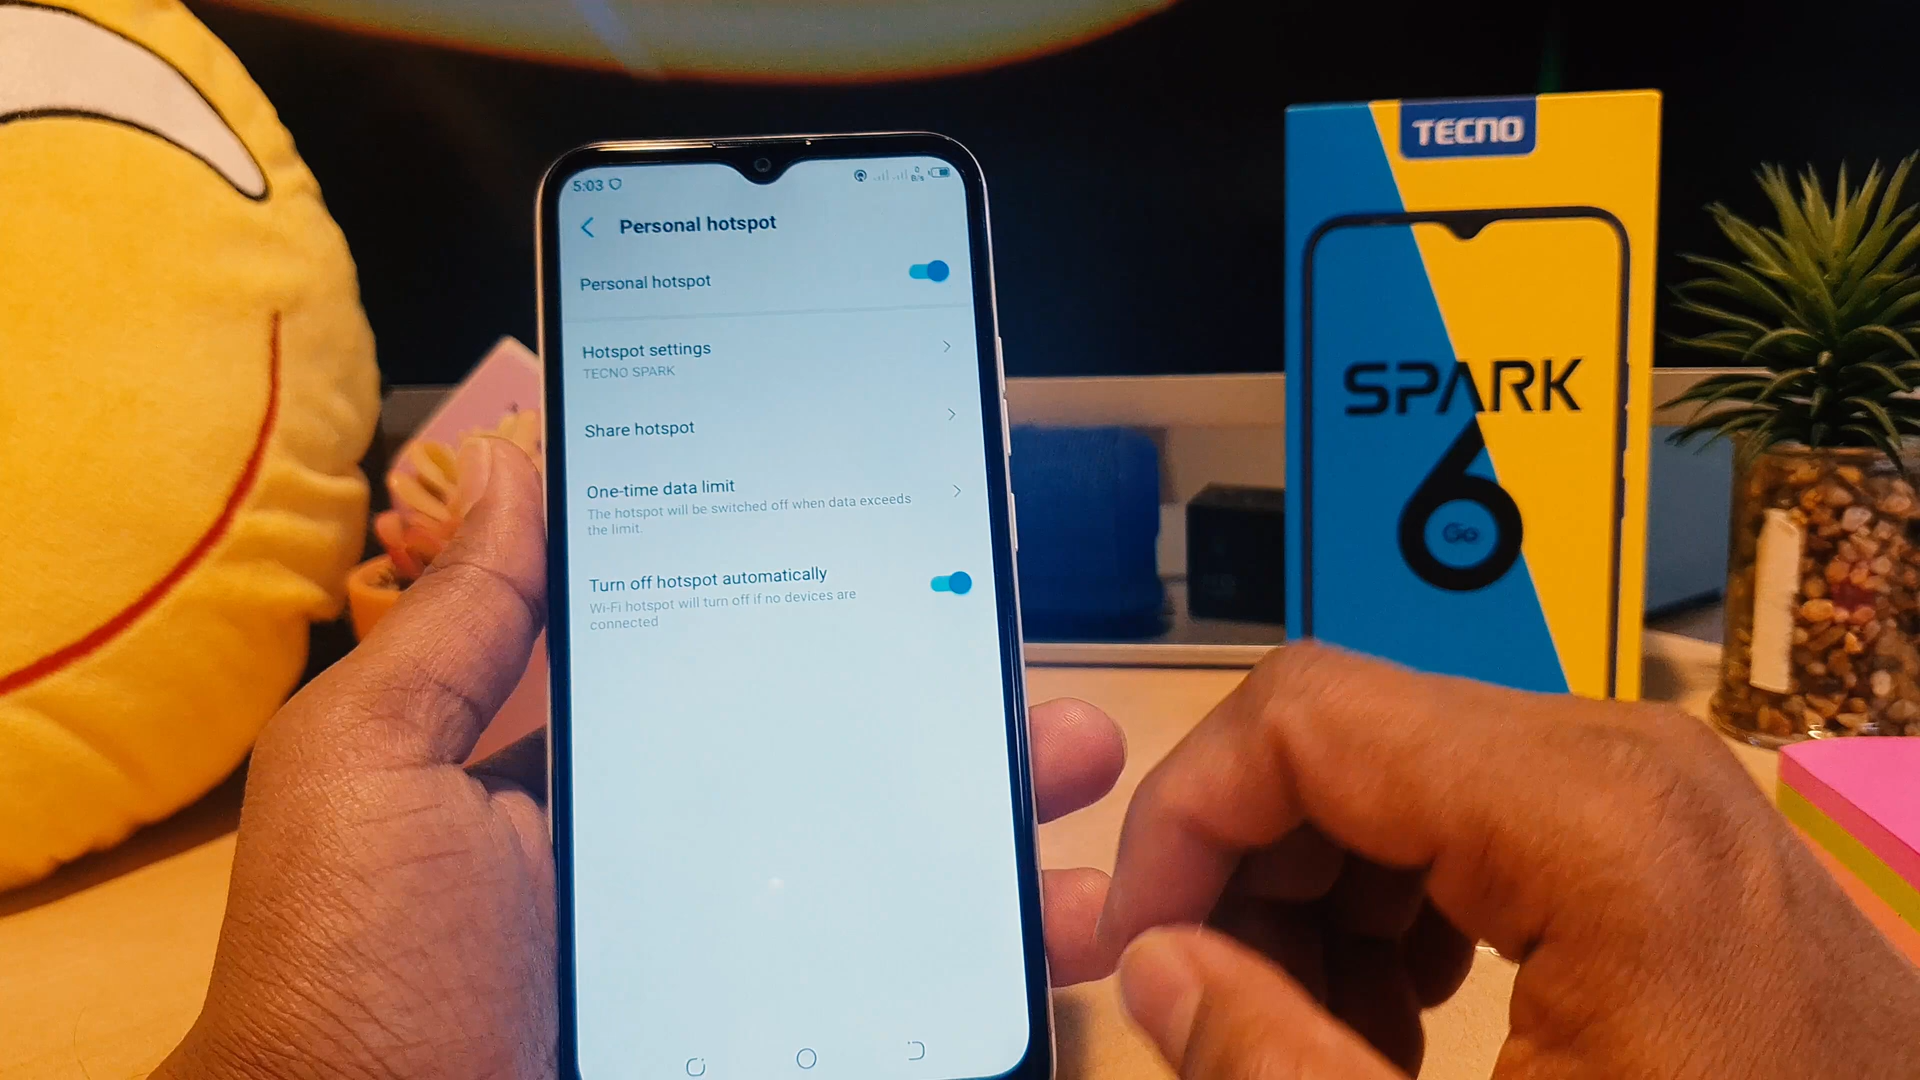 5:03
Personal hotspot
Personal hotspot
Hotspot settings
TECNO SPARK
Share hotspot
One-time data limit
The hotspot will be switched off when data exceeds
the limit.
Turn off hotspot automatically
Wi-Fi hotspot will turn off if no devices are
connected
TECNO
SPARK
6
Go